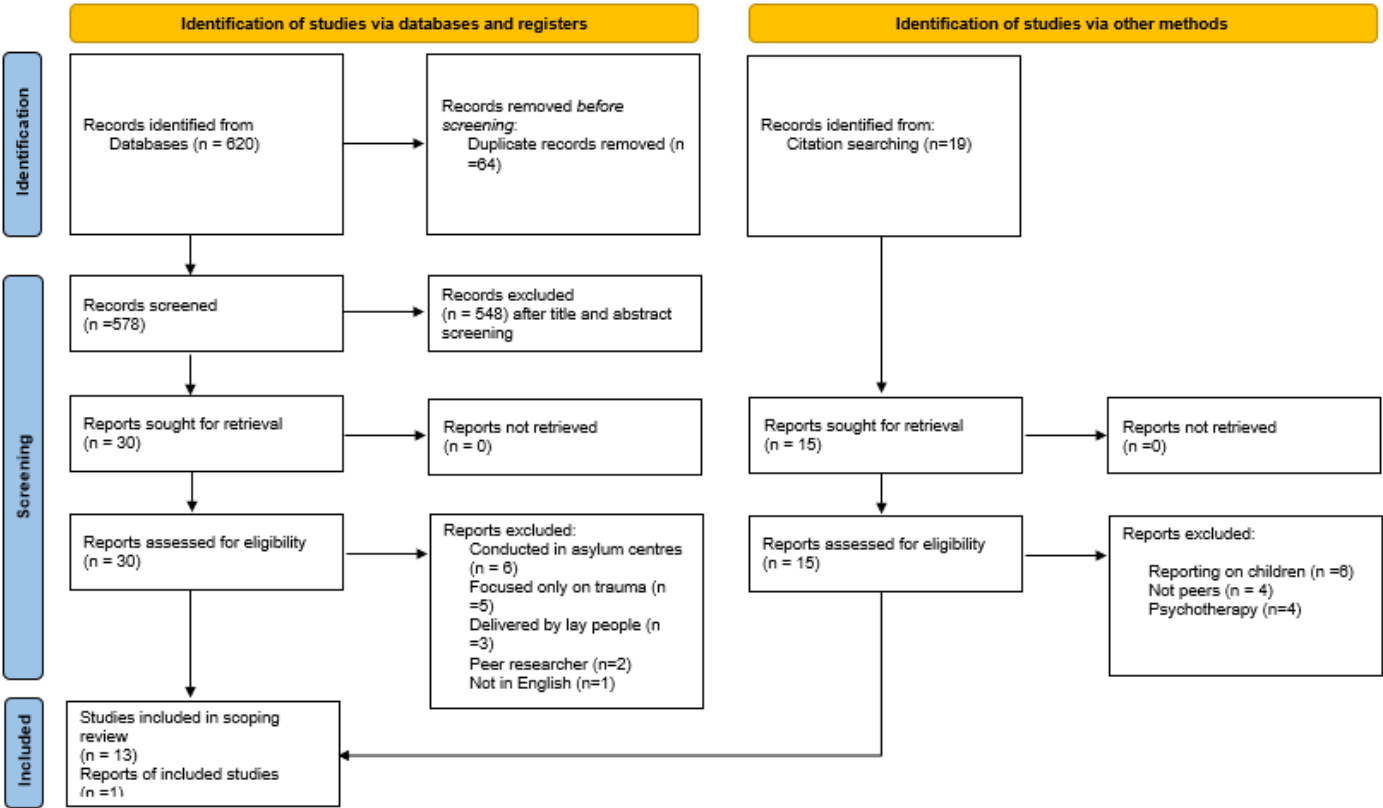 Identification of studies via databases and registers
Identification of studies via other methods
Identification
Records identified from
Databases (n = 620)
Records removed before
screening:
Duplicate records removed (n
=64)
Records identified from:
Citation searching (n=19)
Screening
Records screened
(n =578)
Records excluded
(n = 548) after title and abstract
screening
Reports sought for retrieval
(n = 30)
Reports not retrieved
(n = 0)
Reports sought for retrieval
(n = 15)
Reports not retrieved
(n =0)
Reports assessed for eligibility
(n = 30)
Reports excluded:
Conducted in asylum centres
(n = 6)
Focused only on trauma (n
=5)
Delivered by lay people (n
=3)
Peer researcher (n=2)
Not in English (n=1)
Reports assessed for eligibility
(n = 15)
Reports excluded:
Reporting on children (n =6)
Not peers (n = 4)
Psychotherapy (n=4)
Included
Studies included in scoping
review
(n = 13)
Reports of included studies
(n =1)